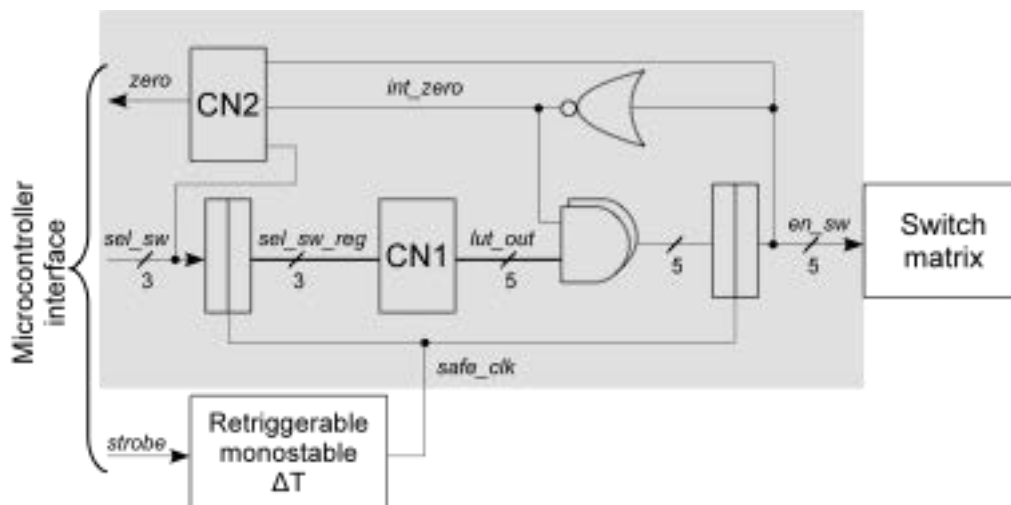 zero
CN2
int_zero
Microcontroller
interface
sel_sw
3
sel_sw_reg
3
CN1
lut_out
5
5
en_sw
5
Switch
matrix
safe_clk
strobe
Retriggerable
monostable
ΔT